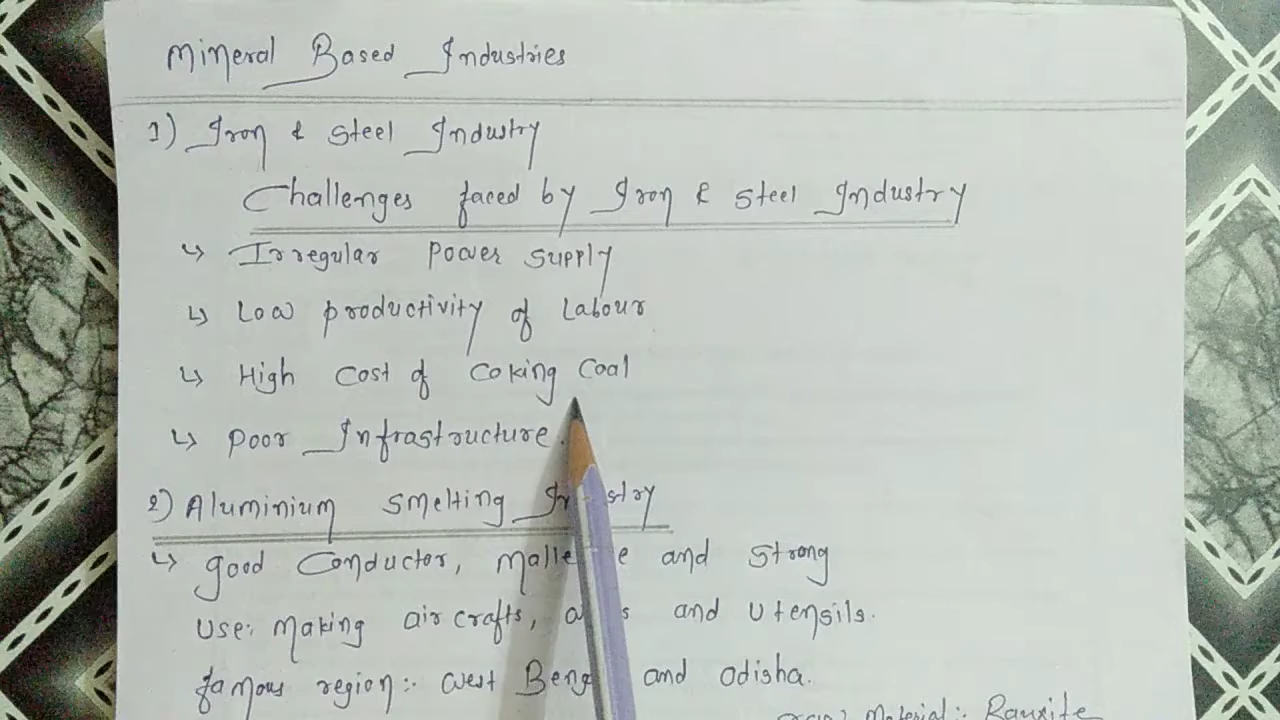 Mineral Based Industries
1) Iron & Steel Industry
Challenges faced by Iron & Steel Industry
↳ Irregular Power Supply
↳ Low productivity of Labour
↳ High Cost of Coking Coal
↳ Poor Infrastructure.
2) Aluminium Smelting
↳ Good Conductor, and Strong
Use: Making air crafts, and Utensils.
famous region:- West and Odisha.
Material:- Bauxite